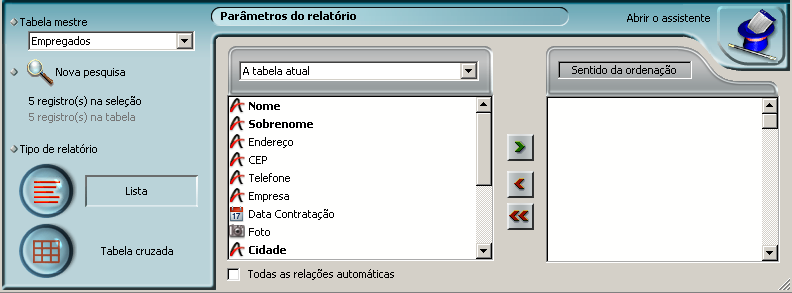 Tabela mestre
Empregados
Nova pesquisa
5 registro(s) na seleção
5 registro(s) na tabela
Tipo de relatório
Lista
Tabela cruzada
Parâmetros do relatório
Abrir o assistente
A tabela atual
Nome
Sobrenome
Endereço
CEP
Telefone
Empresa
17 Data Contratação
Foto
Cidade
Todas as relações automáticas
Sentido da ordenação